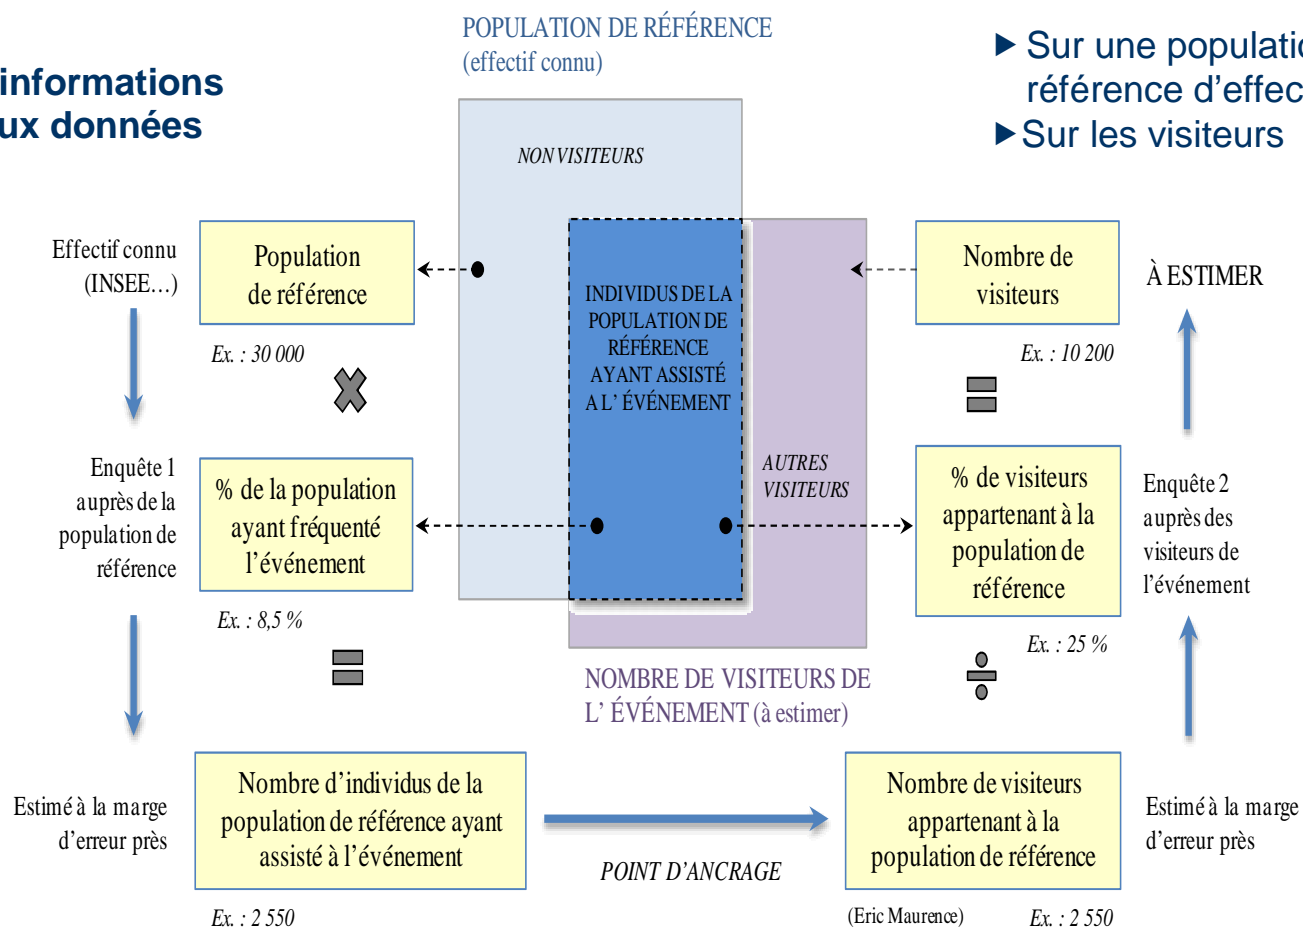 informations
ux données
POPULATION DE RÉFÉRENCE
(effectif connu)
▶ Sur une populatio
référence d’effec
▶ Sur les visiteurs
NON VISITEURS
Effectif connu
(INSEE…)
Population
de référence
Ex. : 30 000
INDIVIDUS DE LA
POPULATION DE
RÉFÉRENCE
AYANT ASSISTÉ
A L’ ÉVÉNEMENT
Nombre de
visiteurs
Ex. : 10 200
À ESTIMER
Enquête 1
auprès de la
population de
référence
% de la population
ayant fréquenté
l’événement
Ex. : 8,5 %
AUTRES
VISITEURS
% de visiteurs
appartenant à la
population de
référence
Ex. : 25 %
Enquête 2
auprès des
visiteurs de
l’événement
NOMBRE DE VISITEURS DE
L’ ÉVÉNEMENT (à estimer)
Estimé à la marge
d’erreur près
Nombre d’individus de la
population de référence ayant
assisté à l’événement
Ex. : 2 550
POINT D’ANCRAGE
Nombre de visiteurs
appartenant à la
population de référence
(Eric Maurence)
Ex. : 2 550
Estimé à la marge
d’erreur près